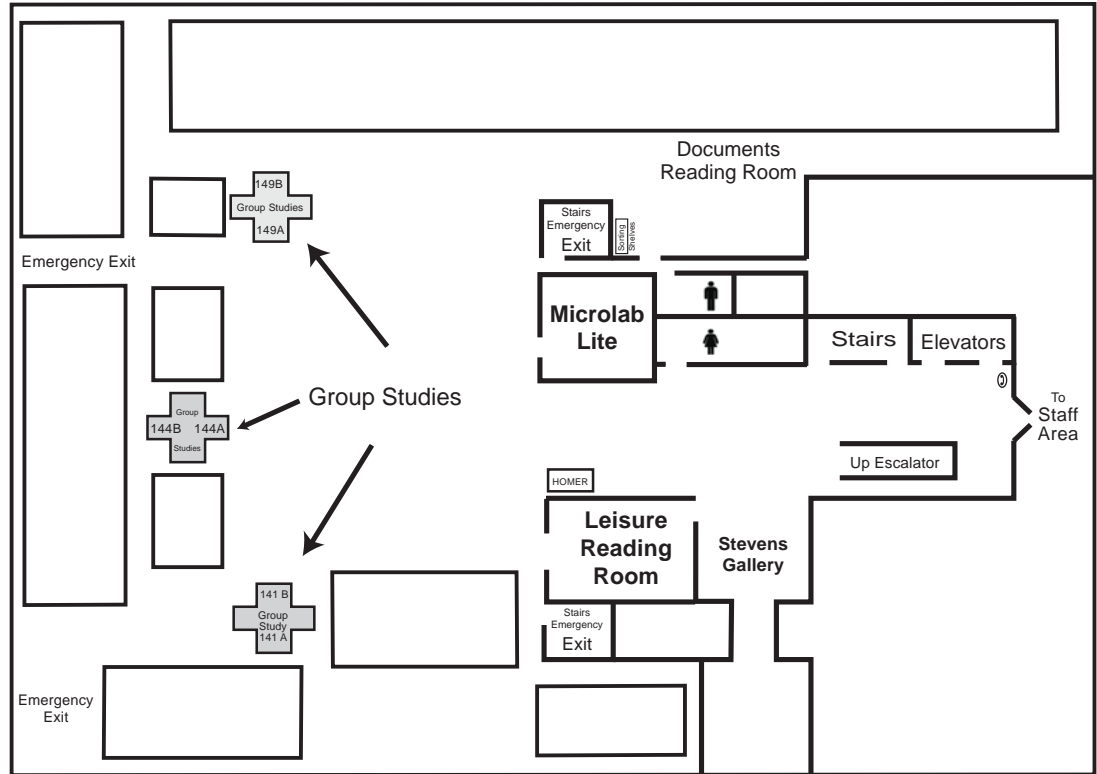 Documents
Reading Room
149B
Group Studies
149A
Stairs
Emergency
Exit
Sorting
Shelves
Emergency Exit
Microlab
Lite
Stairs
Elevators
To
Staff
Area
Group Studies
Group
144B 144A
Studies
Up Escalator
HOMER
Leisure
Reading
Room
Stevens
Gallery
141 B
Group
Study
141 A
Stairs
Emergency
Exit
Emergency
Exit